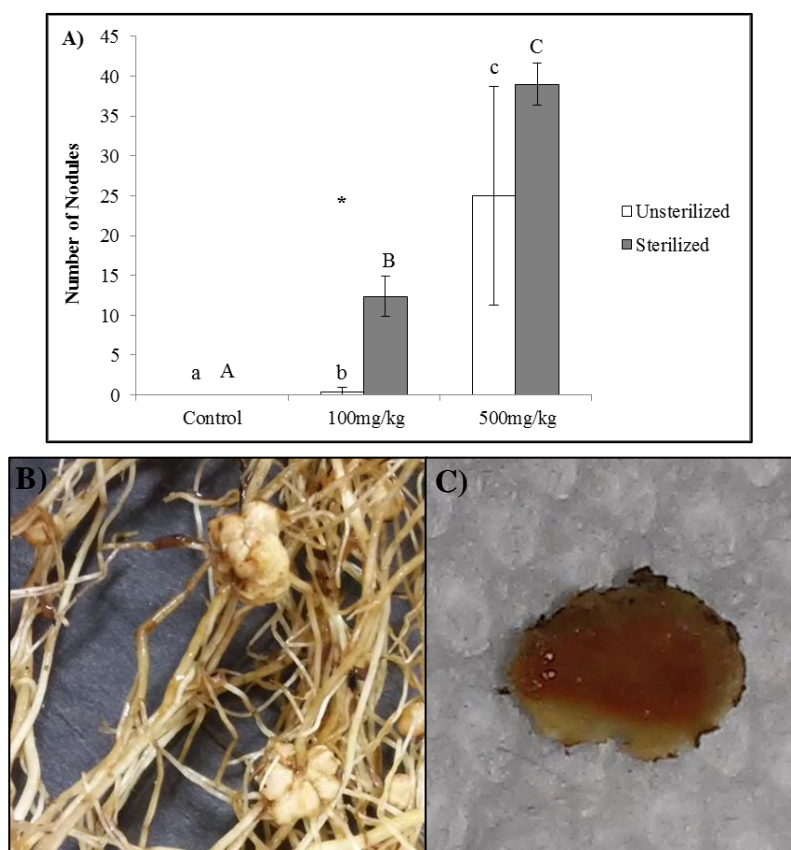 A)
45
40
35
30
25
20
15
10
5
0
Number of Nodules
a A
*
b
B
c
C
Control 100mg/kg 500mg/kg
Unsterilized
Sterilized
B)
C)